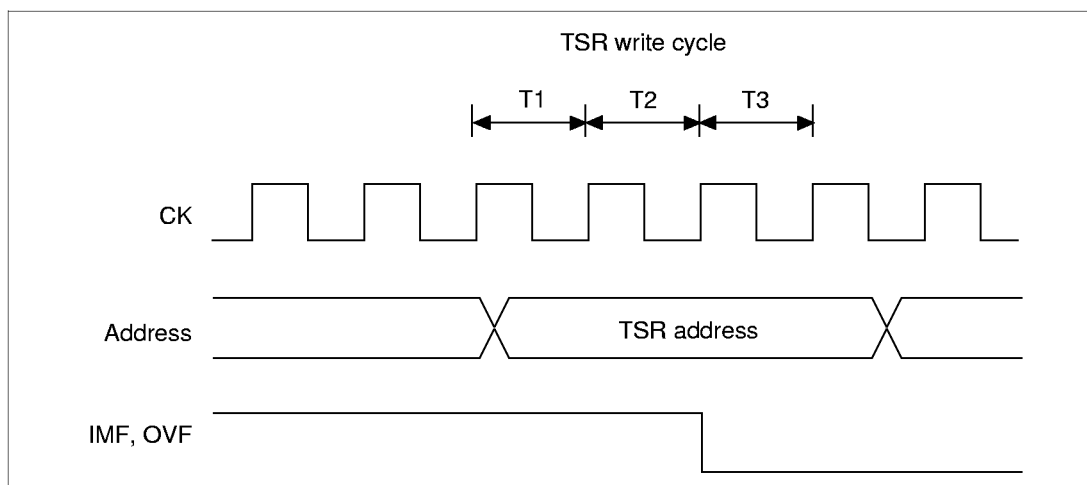 TSR write cycle
T1 T2 T3
CK
Address TSR address
IMF, OVF